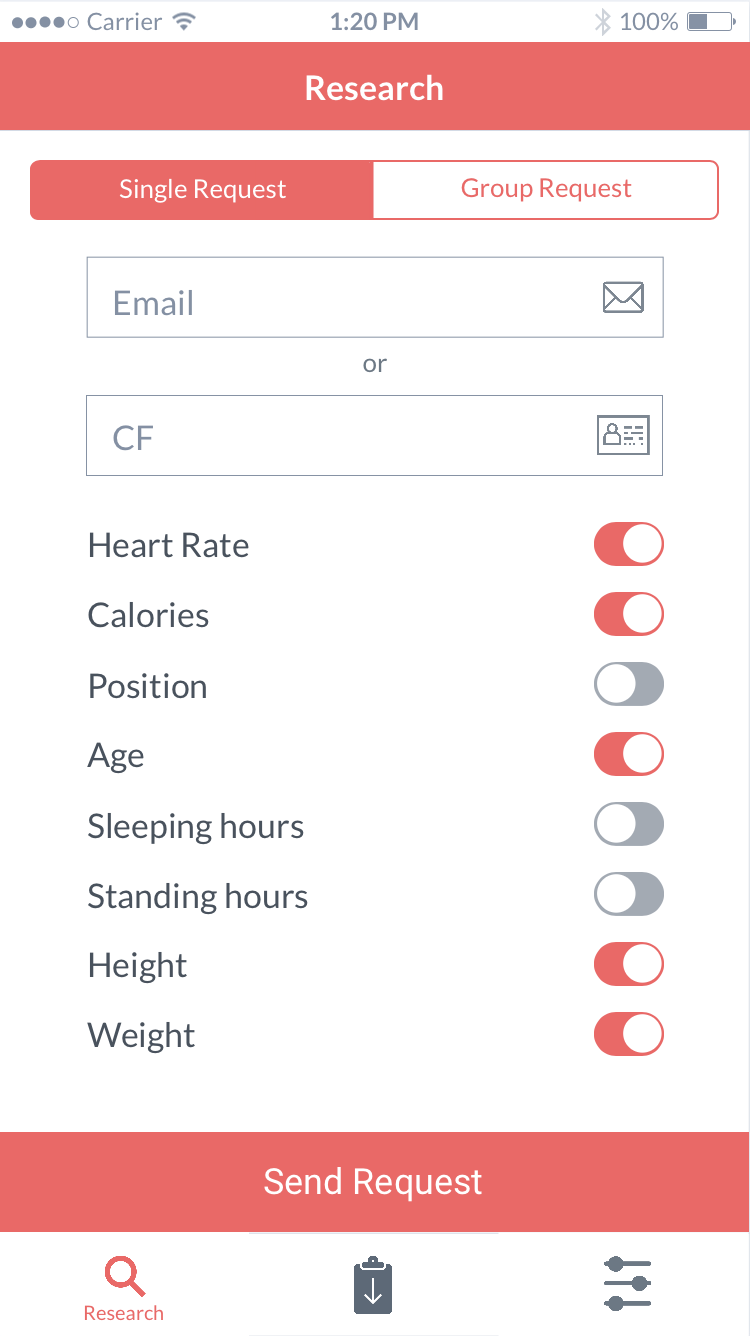 Carrier 1:20 PM 100%
Research
Single Request Group Request
Email
or
CF
Heart Rate
Calories
Position
Age
Sleeping hours
Standing hours
Height
Weight
Send Request
Research